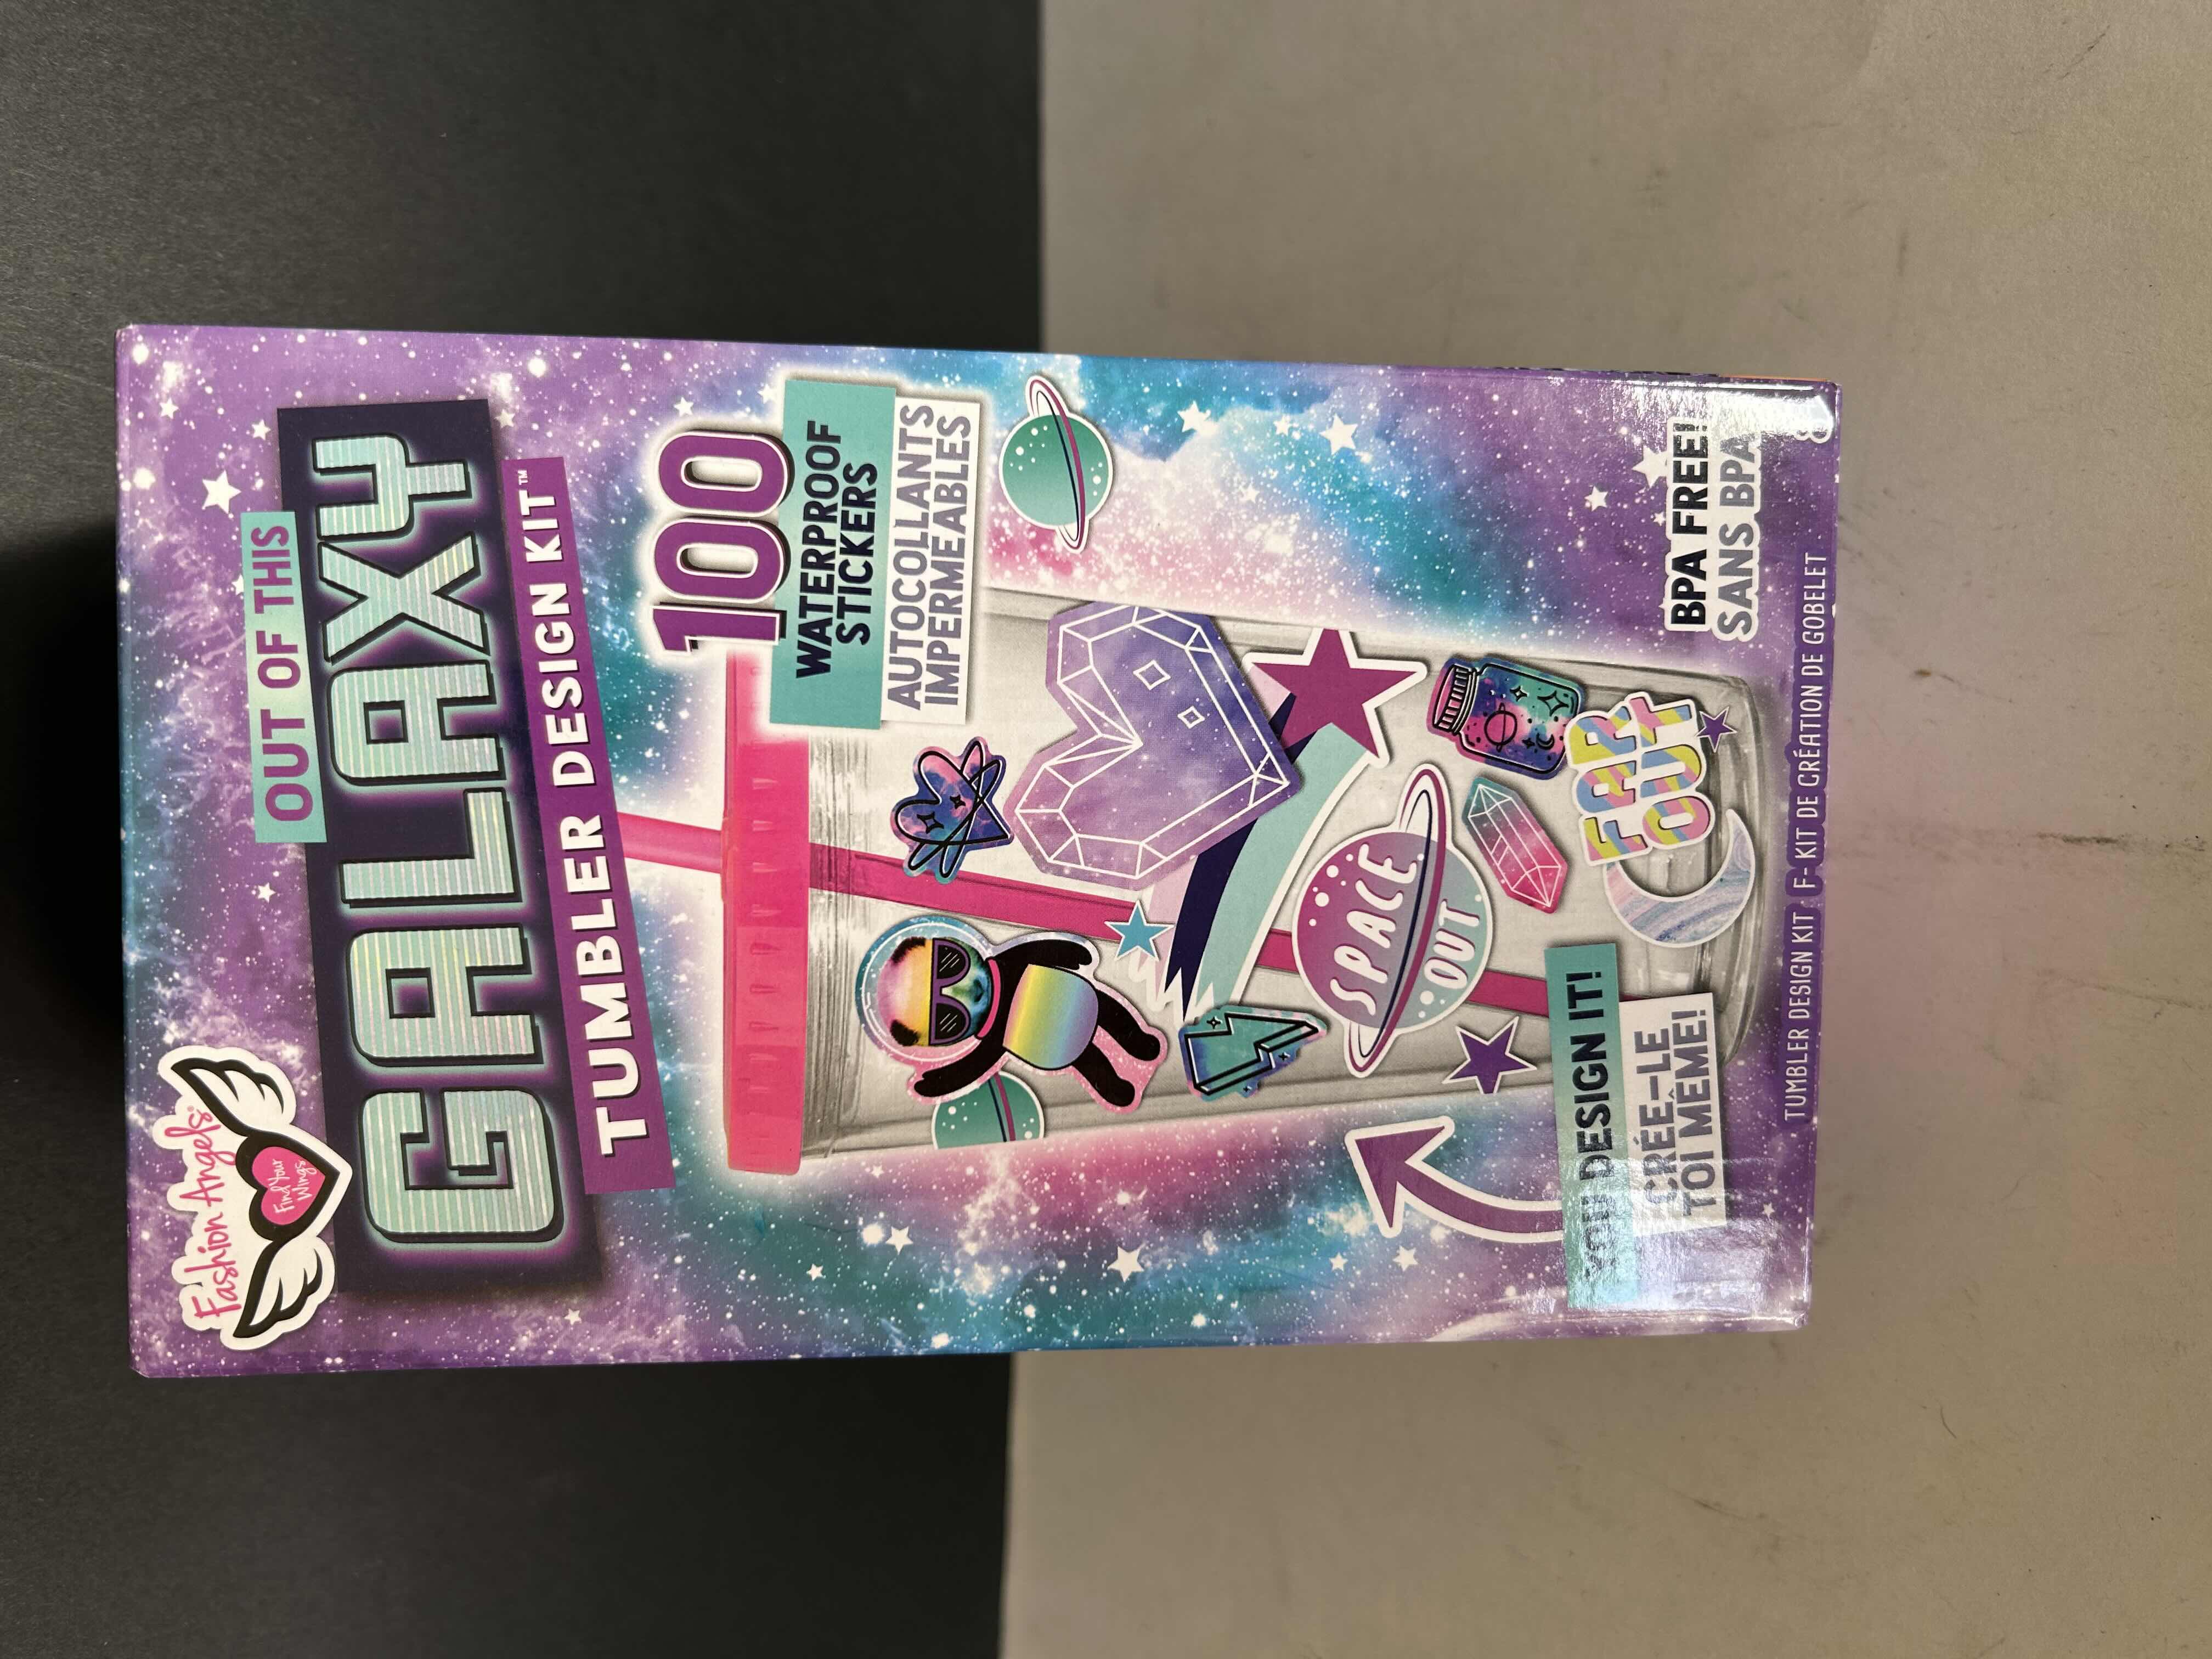 Fashion Angels®
Find Your
Wings
OUT OF THIS
GALAXY
TUMBLER DESIGN KIT™
100
WATERPROOF
STICKERS
AUTOCOLLANTS
IMPERMÉABLES
SPACE
OUT
FAR
OUT
YOU DESIGN IT!
CRÉE-LE
TOI MÊME!
BPA FREE!
SANS BPA
TUMBLER DESIGN KIT F- KIT DE CRÉATION DE GOBELET